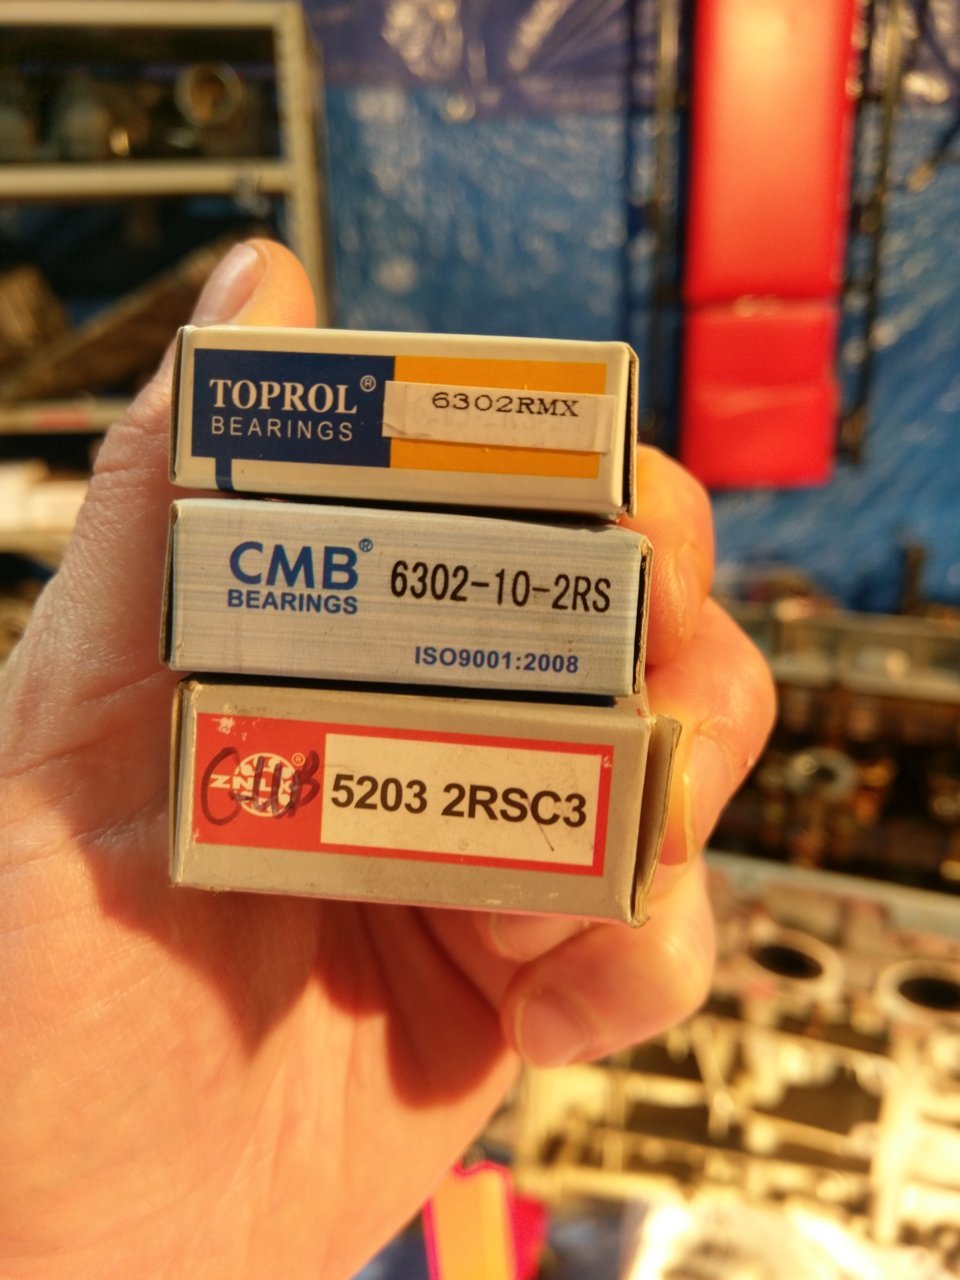 TOPROL®
BEARINGS
6302RMX
CMB®
BEARINGS
6302-10-2RS
ISO9001:2008
5203 2RSC3